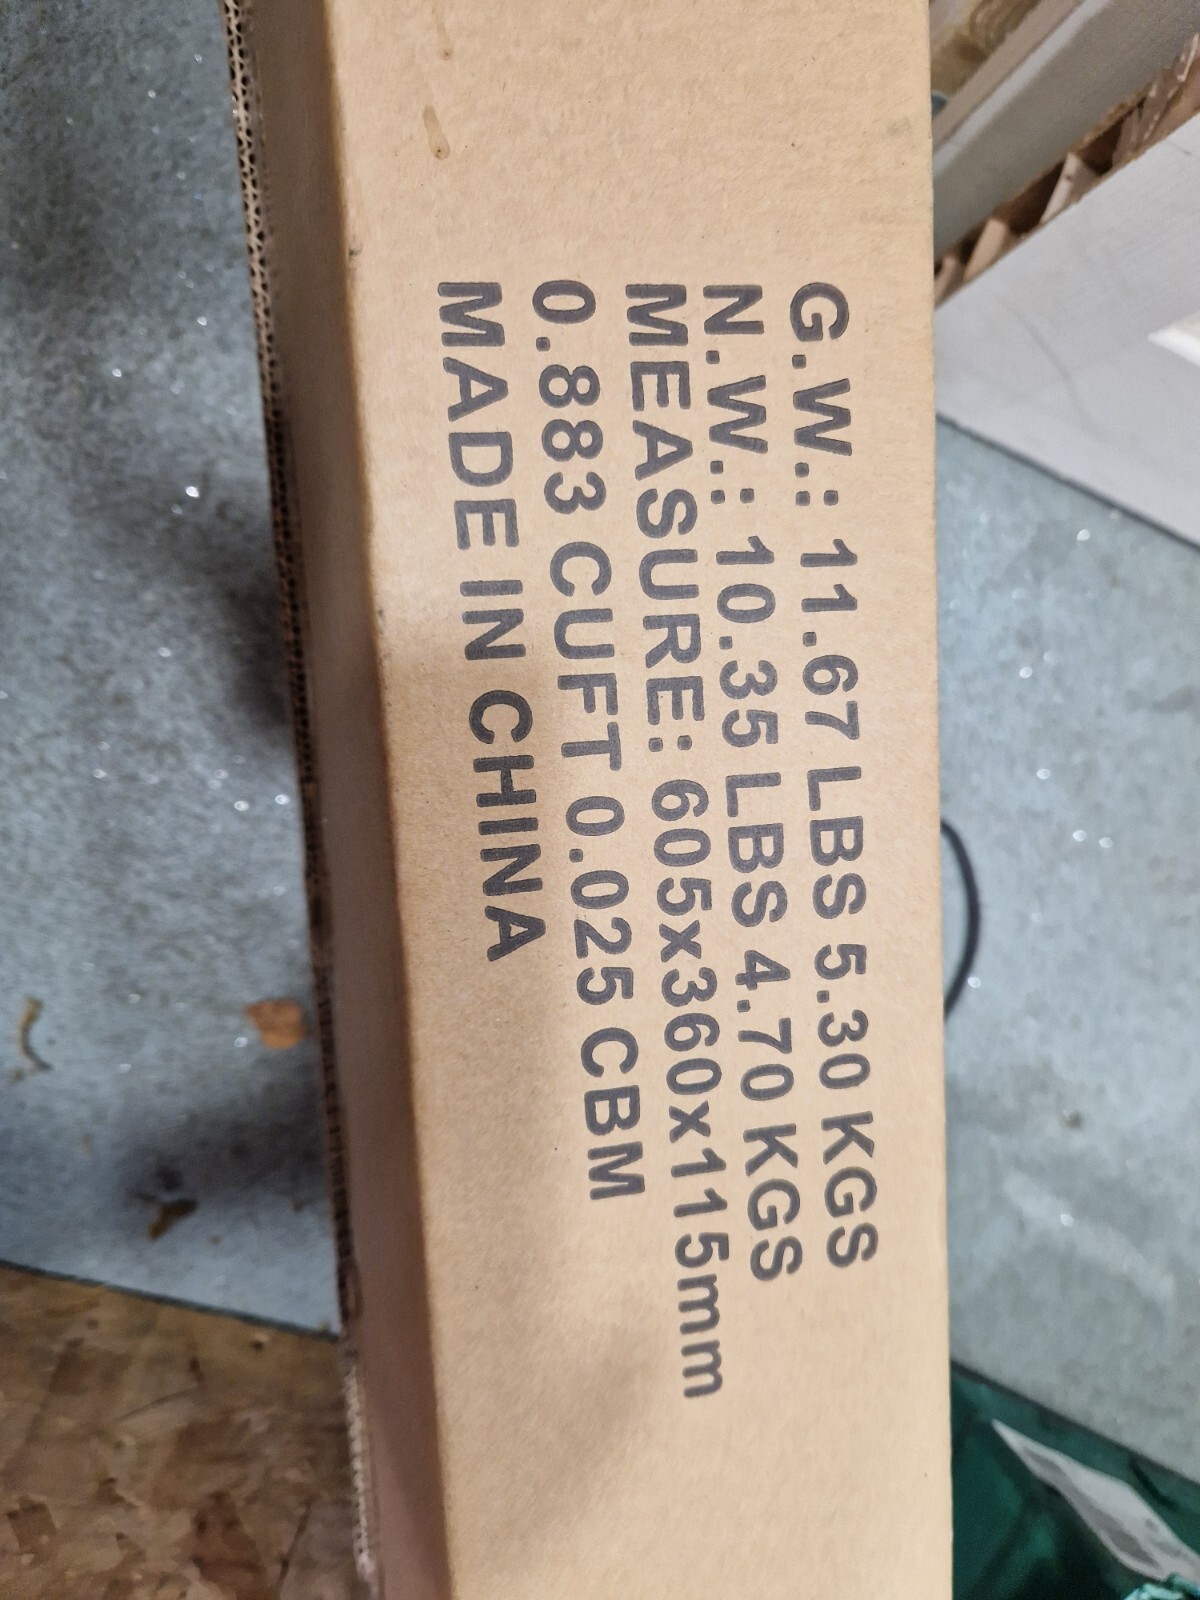 G.W.: 11.67 LBS 5.30 KGS
N.W.: 10.35 LBS 4.70 KGS
MEASURE: 605x360x115mm
0.883 CUFT 0.025 CBM
MADE IN CHINA